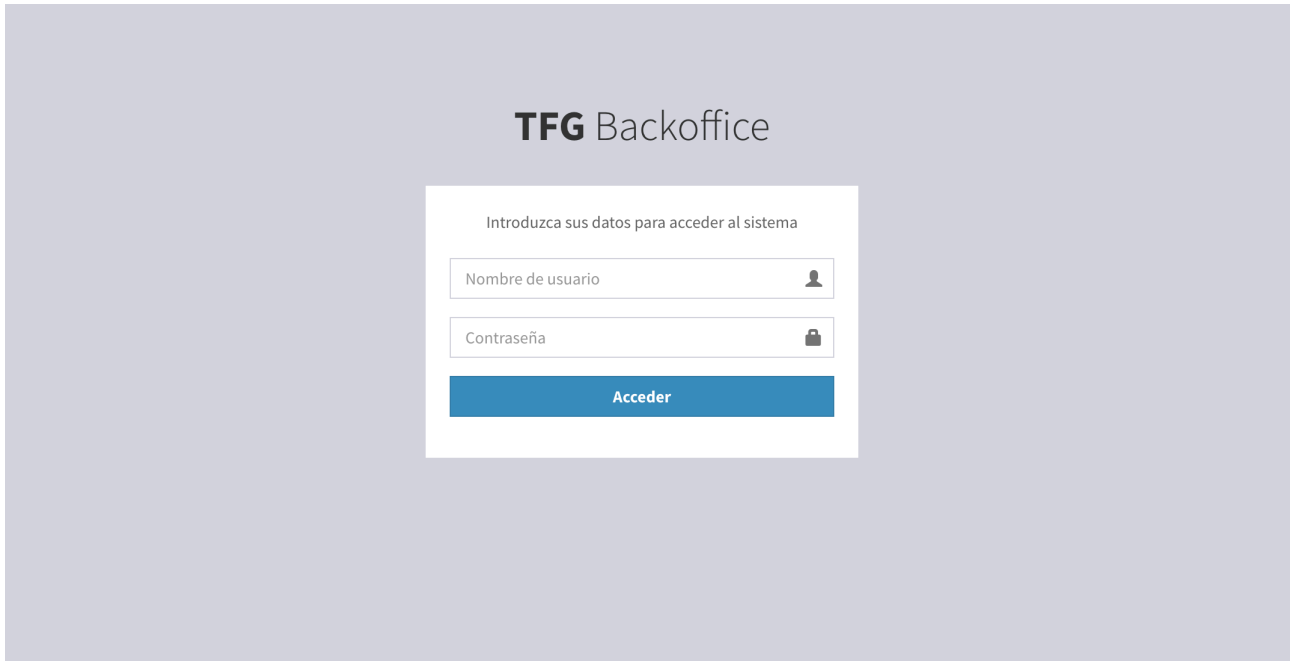 TFG Backoffice
Introduzca sus datos para acceder al sistema
Nombre de usuario
Contraseña
Acceder